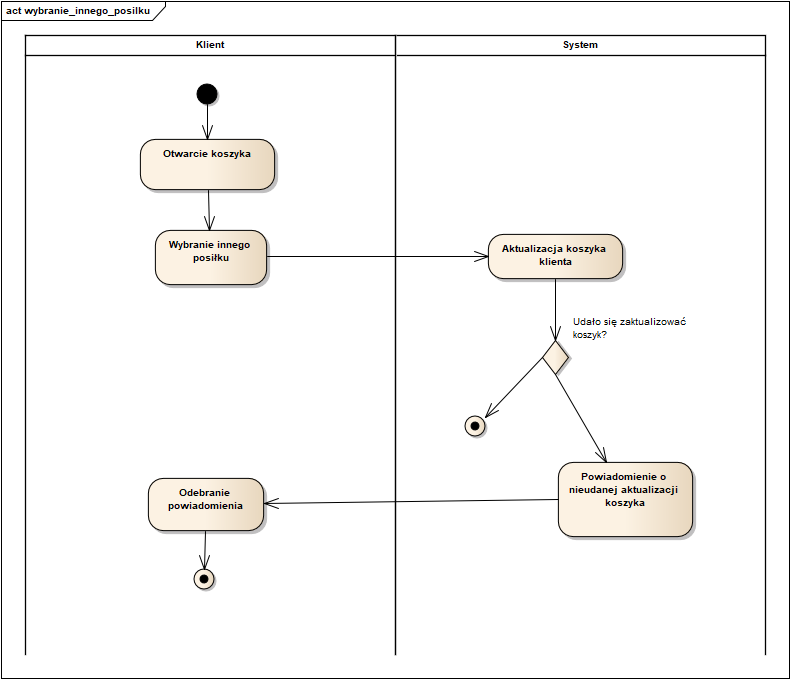 act wybranie_innego_posilku
Klient
System
Otwarcie koszyka
Wybranie innego
posiłku
Aktualizacja koszyka
klienta
Udało się zaktualizować
koszyk?
Powiadomienie o
nieudanej aktualizacji
koszyka
Odebranie
powiadomienia